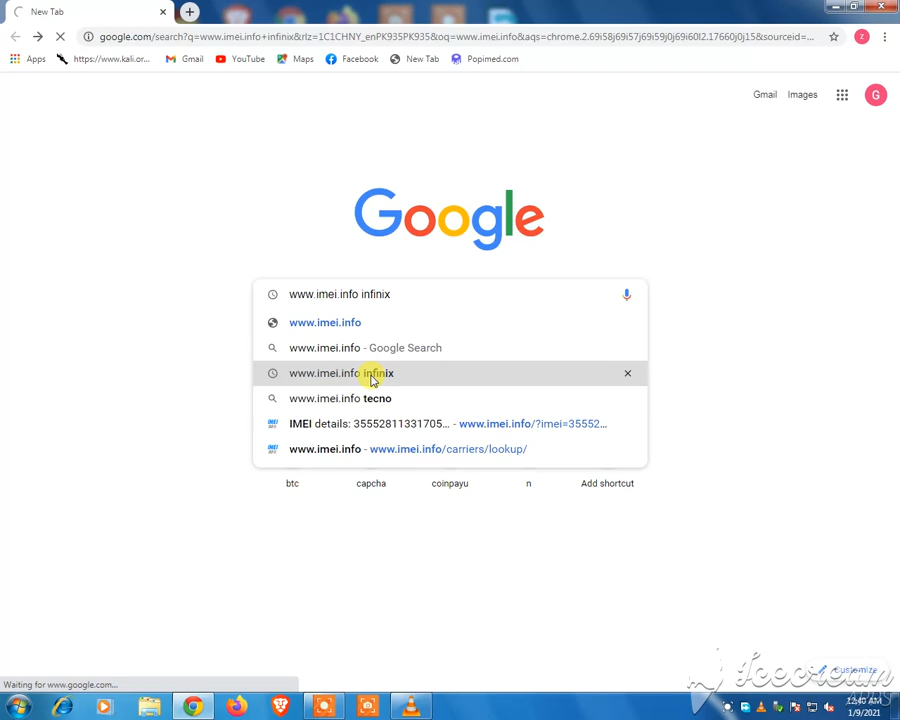 New Tab
google.com/search?q=www.imei.info+infinix&rlz=1C1CHNY_enPK935PK935&oq=www.imei.info&aqs=chrome.2.69i58j69i57j69i59j0j69i60l2.17660j0j15&sourceid=...
Z
Apps
https://www.kali.or...
Gmail
YouTube
Maps
Facebook
New Tab
Popimed.com
Gmail
Images
G
Google
www.imei.info infinix
www.imei.info
www.imei.info - Google Search
www.imei.info infinix
www.imei.info tecno
IMEI details: 35552811331705... - www.imei.info/?imei=35552...
www.imei.info - www.imei.info/carriers/lookup/
btc
capcha
coinpayu
n
Add shortcut
Customize
Icecream
APPS
Waiting for www.google.com...
12:40 AM
1/9/2021